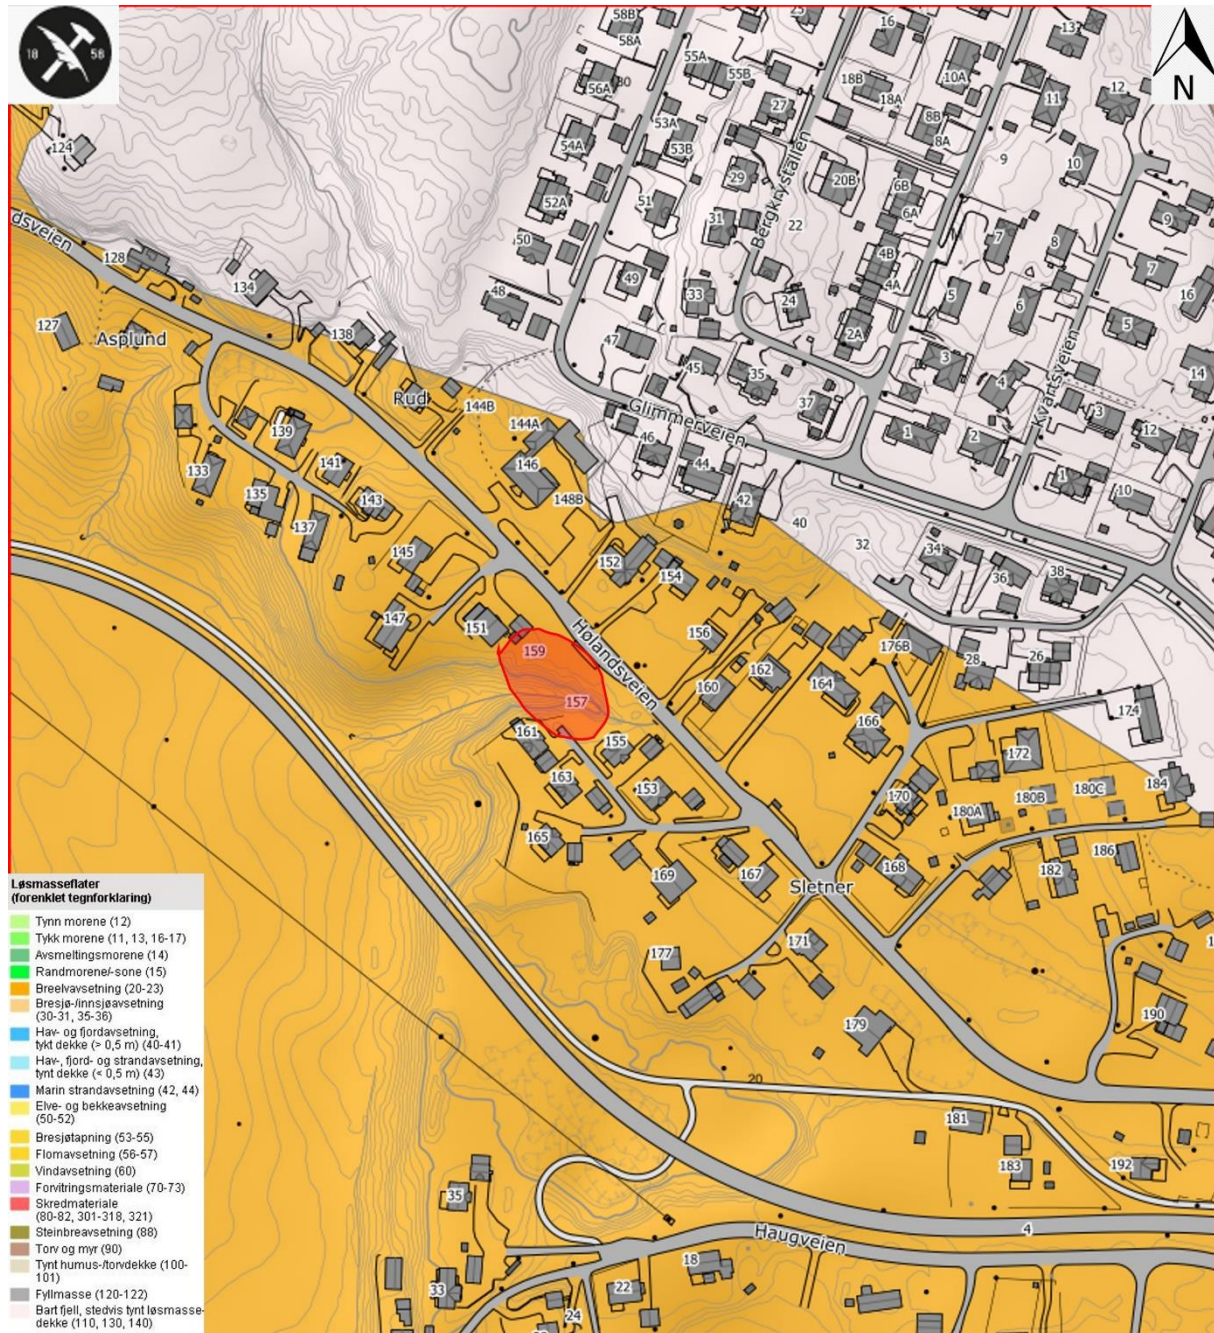 18 58
N
58B
58A
55A
55B
56A
80
54A
53A
53B
52A
51
50
48
49
47
27
29
31
33
45
35
37
25
16
18B
18A
10A
8B
8A
20B
6B
6A
22
4B
4A
24
2A
13
11
12
9
10
7
8
9
7
5
6
16
5
3
4
14
3
12
1
2
1
10
Bergkrystallen
Kvartsveien
Glimmerveien
46
44
42
40
32
34
36
38
124
dsveien
128
134
127
Asplund
138
Rud
144B
144A
146
148B
139
133
141
135
143
137
145
147
151
152
154
159
157
Hølandsveien
156
160
162
164
176B
28
26
166
174
172
161
155
163
153
165
169
167
170
180A
180B
180C
184
168
182
186
Sletner
177
171
179
190
20
181
183
192
35
4
Haugveien
18
33
22
24
Løsmasseflater
(forenklet tegnforklaring)
Tynn morene (12)
Tykk morene (11, 13, 16-17)
Avsmeltingsmorene (14)
Randmorene/-sone (15)
Breelvavsetning (20-23)
Bresjø-/innsjøavsetning
(30-31, 35-36)
Hav- og fjordavsetning,
tykt dekke (> 0,5 m) (40-41)
Hav-, fjord- og strandavsetning,
tynt dekke (< 0,5 m) (43)
Marin strandavsetning (42, 44)
Elve- og bekkeavsetning
(50-52)
Bresjøtapning (53-55)
Flomavsetning (56-57)
Vindavsetning (60)
Forvitringsmateriale (70-73)
Skredmateriale
(80-82, 301-318, 321)
Steinbreavsetning (88)
Torv og myr (90)
Tynt humus-/torvdekke (100-
101)
Fyllmasse (120-122)
Bart fjell, stedvis tynt løsmasse-
dekke (110, 130, 140)